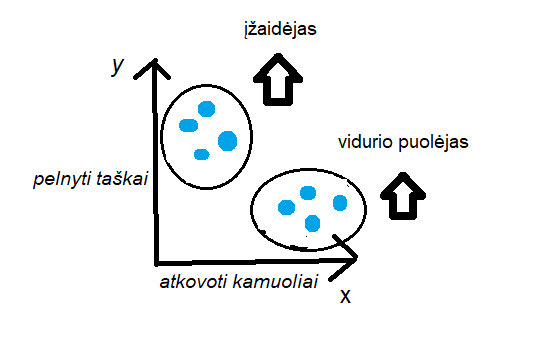 įžaidėjas
y
vidurio puolėjas
pelnyti taškai
atkovoti kamuoliai
x